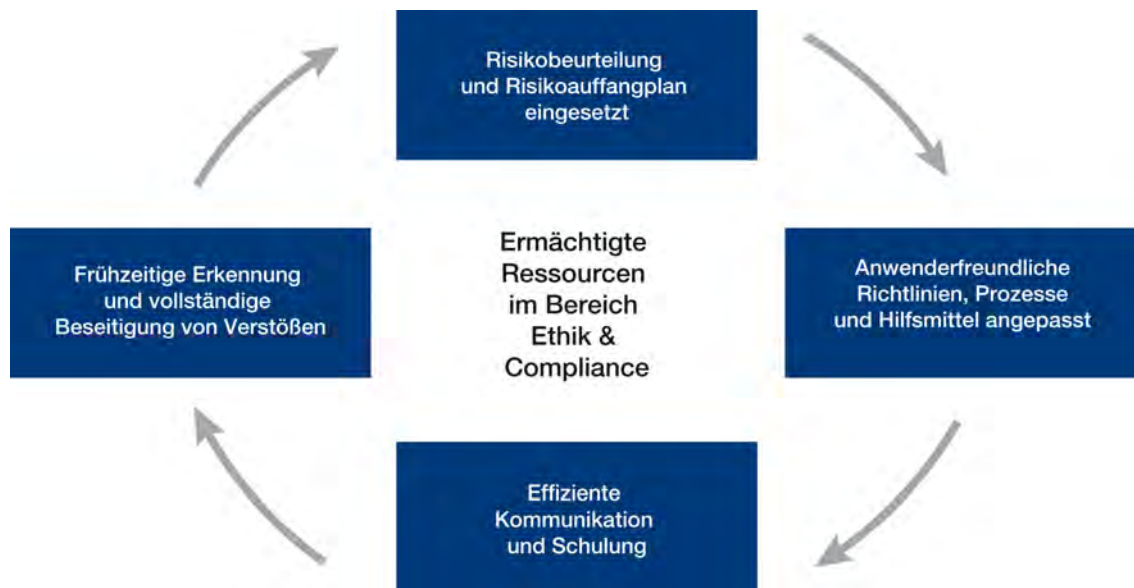 Risikobeurteilung
und Risikoauffangplan
eingesetzt
Frühzeitige Erkennung
und vollständige
Beseitigung von Verstößen
Ermächtigte
Ressourcen
im Bereich
Ethik &
Compliance
Anwenderfreundliche
Richtlinien, Prozesse
und Hilfsmittel angepasst
Effiziente
Kommunikation
und Schulung